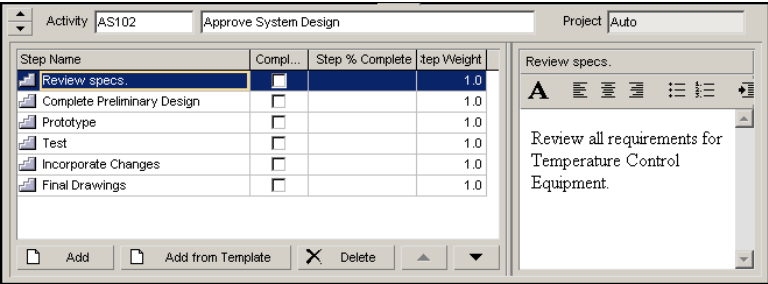 Activity AS102 Approve System Design Project Auto
Step Name Compl... Step % Complete tep Weight
Review specs. 1.0
Complete Preliminary Design 1.0
Prototype 1.0
Test 1.0
Incorporate Changes 1.0
Final Drawings 1.0
Add Add from Template Delete
Review specs.
A
Review all requirements for
Temperature Control
Equipment.